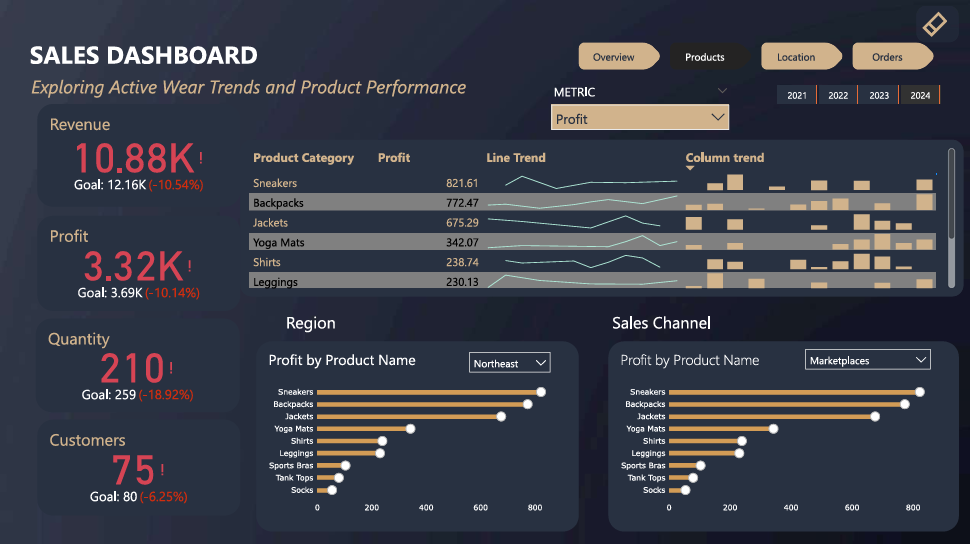 SALES DASHBOARD
Exploring Active Wear Trends and Product Performance
Overview
Products
Location
Orders
METRIC
Profit
2021
2022
2023
2024
Revenue
10.88K!
Goal: 12.16K (-10.54%)
Profit
3.32K!
Goal: 3.69K (-10.14%)
Quantity
210!
Goal: 259 (-18.92%)
Customers
75!
Goal: 80 (-6.25%)
Product Category Profit Line Trend Column trend
Sneakers 821.61
Backpacks 772.47
Jackets 675.29
Yoga Mats 342.07
Shirts 238.74
Leggings 230.13
Region
Profit by Product Name
Northeast
Sneakers
Backpacks
Jackets
Yoga Mats
Shirts
Leggings
Sports Bras
Tank Tops
Socks
0 200 400 600 800
Sales Channel
Profit by Product Name
Marketplaces
Sneakers
Backpacks
Jackets
Yoga Mats
Shirts
Leggings
Sports Bras
Tank Tops
Socks
0 200 400 600 800